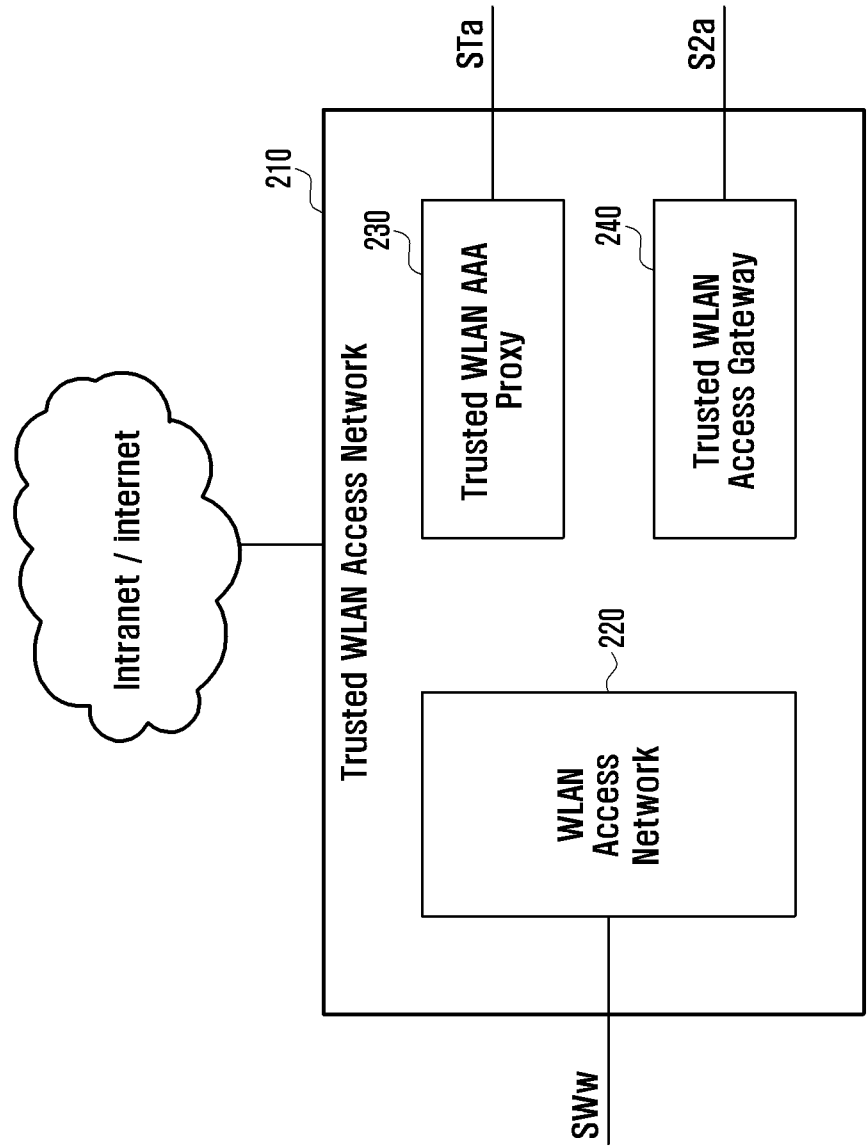 Intranet / internet
210
Trusted WLAN Access Network
230
Trusted WLAN AAA
Proxy
STa
220
WLAN
Access
Network
SWw
240
Trusted WLAN
Access Gateway
S2a